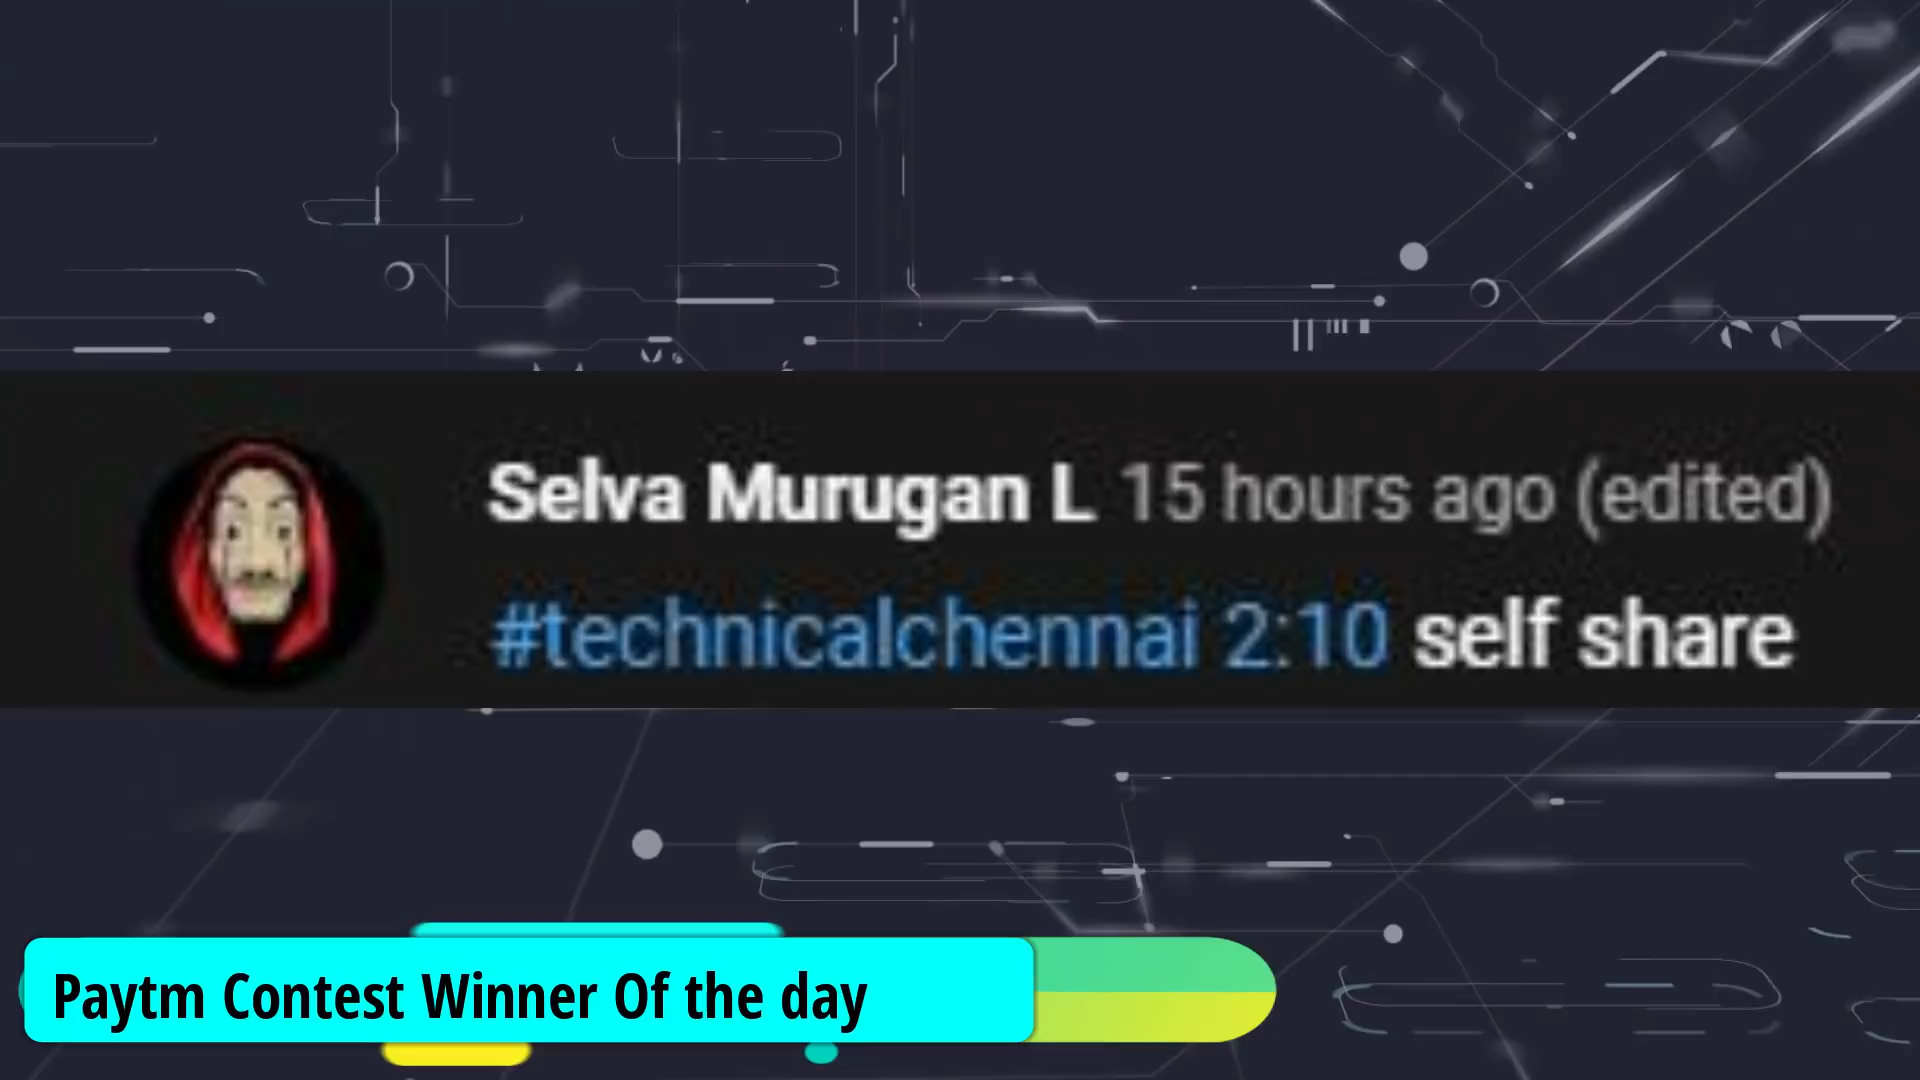 Selva Murugan L 15 hours ago (edited)
#technicalchennai 2:10 self share
Paytm Contest Winner Of the day